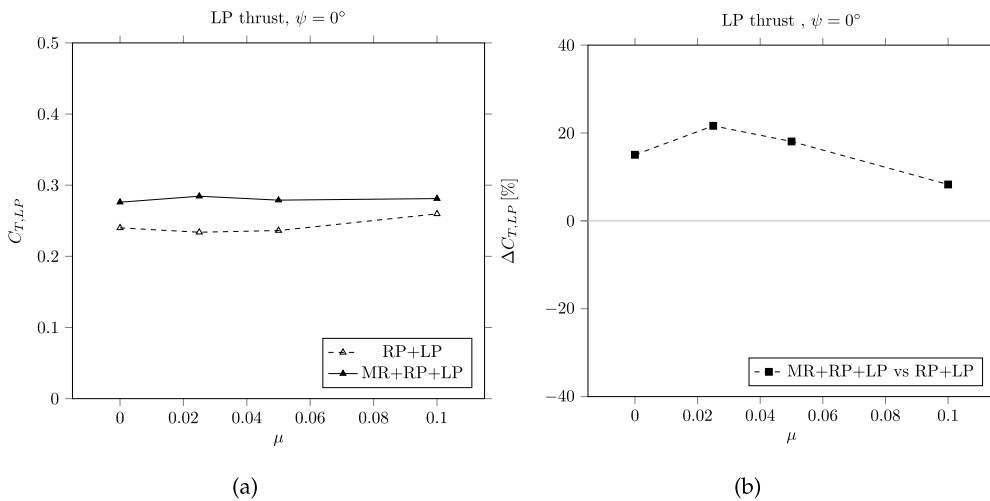 LP thrust, ψ = 0°
0.5
0.4
0.3
0.2
0.1
0
C_{T,LP}
RP+LP
MR+RP+LP
0 0.02 0.04 0.06 0.08 0.1
μ
(a)
LP thrust , ψ = 0°
40
20
0
−20
−40
ΔC_{T,LP} [%]
MR+RP+LP vs RP+LP
0 0.02 0.04 0.06 0.08 0.1
μ
(b)